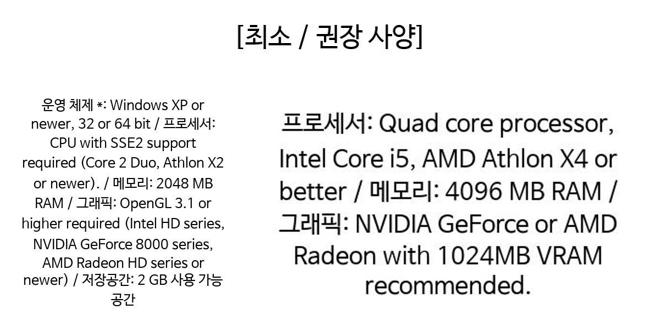 [최소 / 권장 사양]
운영 체제 *: Windows XP or
newer, 32 or 64 bit / 프로세서:
CPU with SSE2 support
required (Core 2 Duo, Athlon X2
or newer). / 메모리: 2048 MB
RAM / 그래픽: OpenGL 3.1 or
higher required (Intel HD series,
NVIDIA GeForce 8000 series,
AMD Radeon HD series or
newer) / 저장공간: 2 GB 사용 가능
공간
프로세서: Quad core processor,
Intel Core i5, AMD Athlon X4 or
better / 메모리: 4096 MB RAM /
그래픽: NVIDIA GeForce or AMD
Radeon with 1024MB VRAM
recommended.